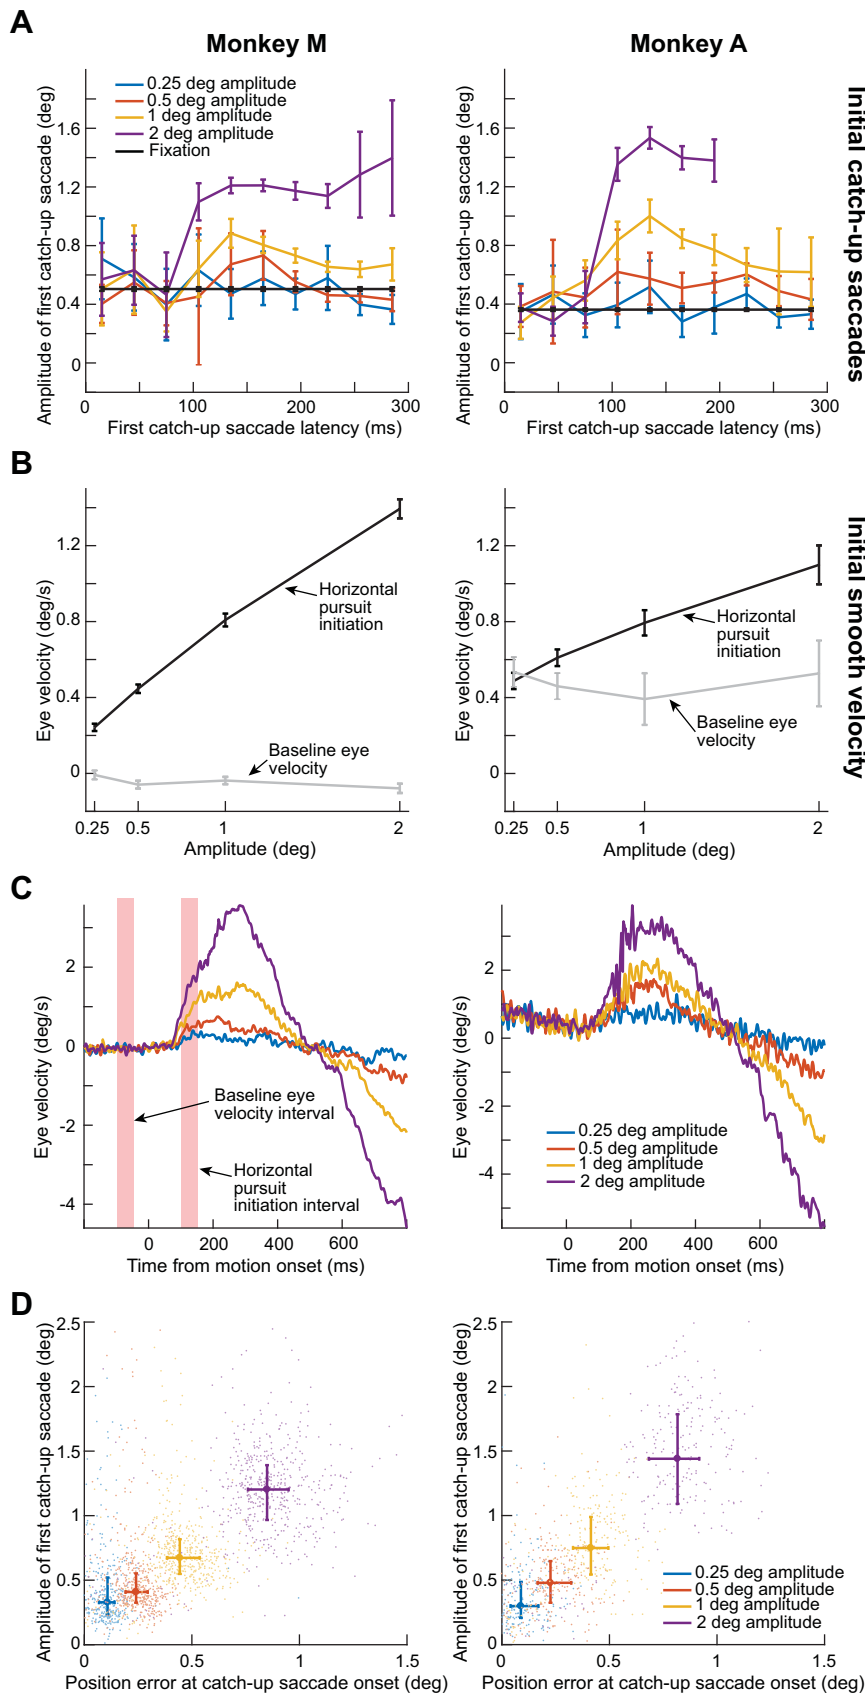 A
Monkey M
Monkey A
Amplitude of first catch-up saccade (deg)
0.25 deg amplitude
0.5 deg amplitude
1 deg amplitude
2 deg amplitude
Fixation
1.6
1.2
0.8
0.4
0
0
100
200
300
First catch-up saccade latency (ms)
Amplitude of first catch-up saccade (deg)
1.6
1.2
0.8
0.4
0
0
100
200
300
First catch-up saccade latency (ms)
Initial catch-up saccades
B
Eye velocity (deg/s)
1.2
0.8
0.4
0
Horizontal
pursuit
initiation
Baseline eye
velocity
0.25
0.5
1
2
Amplitude (deg)
Eye velocity (deg/s)
1.2
0.8
0.4
0
Horizontal
pursuit
initiation
Baseline eye
velocity
0.25
0.5
1
2
Amplitude (deg)
Initial smooth velocity
C
Eye velocity (deg/s)
2
0
-2
-4
Baseline eye
velocity interval
Horizontal
pursuit
initiation interval
0
200
400
600
Time from motion onset (ms)
Eye velocity (deg/s)
2
0
-2
-4
0.25 deg amplitude
0.5 deg amplitude
1 deg amplitude
2 deg amplitude
0
200
400
600
Time from motion onset (ms)
D
Amplitude of first catch-up saccade (deg)
2.5
2
1.5
1
0.5
0
0
0.5
1
1.5
Position error at catch-up saccade onset (deg)
Amplitude of first catch-up saccade (deg)
2.5
2
1.5
1
0.5
0
0.25 deg amplitude
0.5 deg amplitude
1 deg amplitude
2 deg amplitude
0
0.5
1
1.5
Position error at catch-up saccade onset (deg)